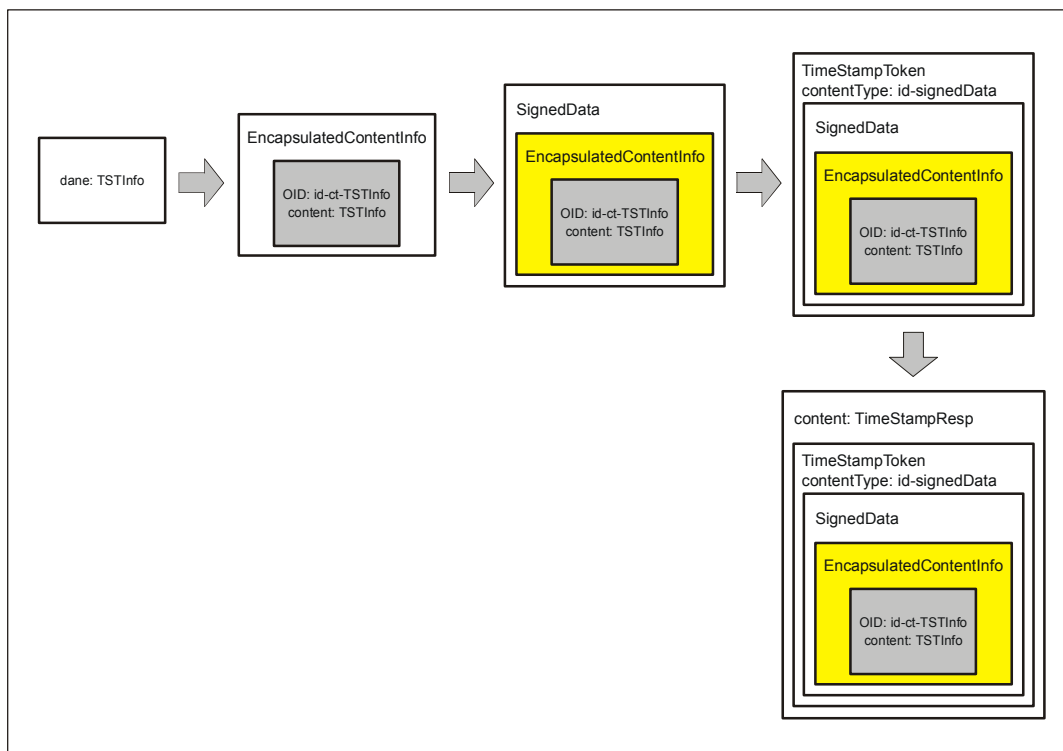 dane: TSTInfo
EncapsulatedContentInfo
OID: id-ct-TSTInfo
content: TSTInfo
SignedData
EncapsulatedContentInfo
OID: id-ct-TSTInfo
content: TSTInfo
TimeStampToken
contentType: id-signedData
SignedData
EncapsulatedContentInfo
OID: id-ct-TSTInfo
content: TSTInfo
content: TimeStampResp
TimeStampToken
contentType: id-signedData
SignedData
EncapsulatedContentInfo
OID: id-ct-TSTInfo
content: TSTInfo